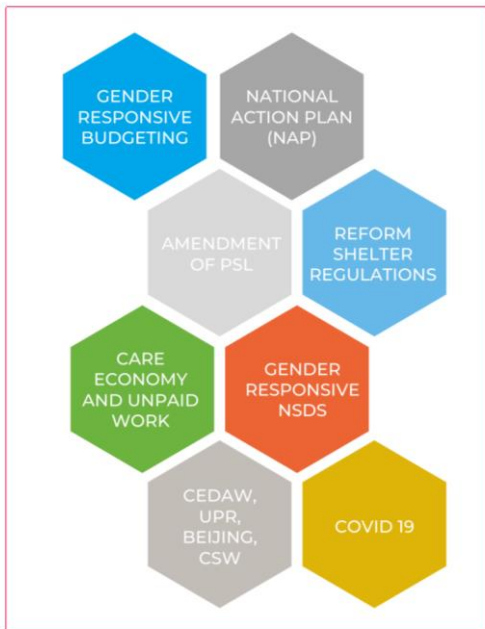 GENDER
RESPONSIVE
BUDGETING
NATIONAL
ACTION PLAN
(NAP)
AMENDMENT
OF PSL
REFORM
SHELTER
REGULATIONS
CARE
ECONOMY
AND UNPAID
WORK
GENDER
RESPONSIVE
NSDS
CEDAW,
UPR,
BEIJING,
CSW
COVID 19